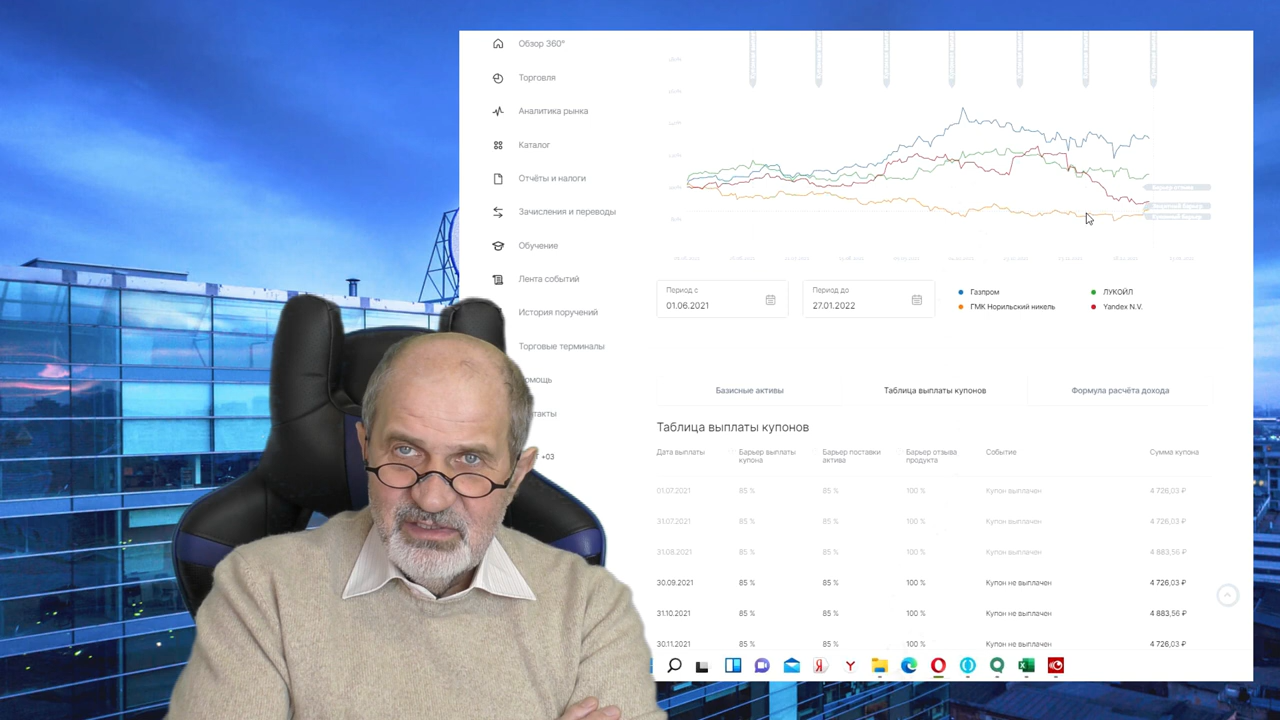 Обзор 360°
Торговля
Аналитика рынка
Каталог
Отчёты и налоги
Зачисления и переводы
Обучение
Лента событий
История поручений
Торговые терминалы
омощь
такты
+03
Барьер отзыва
Период с
01.06.2021
Период до
27.01.2022
Газпром
ЛУКОЙЛ
ГМК Норильский никель
Yandex N.V.
Базисные активы
Таблица выплаты купонов
Формула расчёта дохода
Таблица выплаты купонов
Дата выплаты Барьер выплаты купона Барьер поставки актива Барьер отзыва продукта Событие Сумма купона
01.07.2021 85 % 85 % 100 % Купон выплачен 4 726,03 ₽
31.07.2021 85 % 85 % 100 % Купон выплачен 4 726,03 ₽
31.08.2021 85 % 85 % 100 % Купон выплачен 4 883,56 ₽
30.09.2021 85 % 85 % 100 % Купон не выплачен 4 726,03 ₽
31.10.2021 85 % 85 % 100 % Купон не выплачен 4 883,56 ₽
30.11.2021 85 % 85 % 100 % Купон не выплачен 4 726,03 ₽